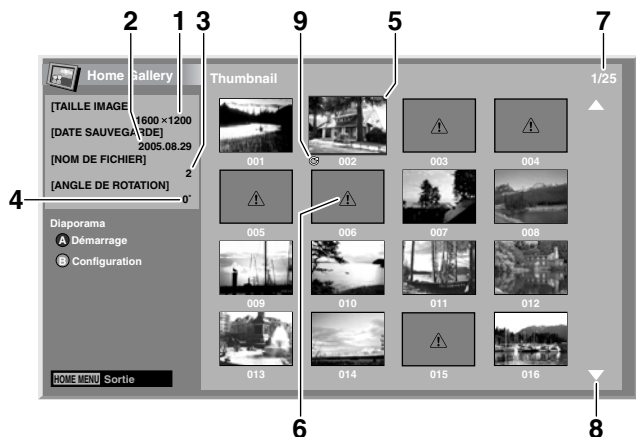 2 1 3 9 5 7
Home Gallery
Thumbnail
1/25
[TAILLE IMAGE]
1600 ×1200
[DATE SAUVEGARDE]
2005.08.29
[NOM DE FICHIER]
2
[ANGLE DE ROTATION]
4
0°
Diaporama
A Démarrage
B Configuration
001 002 003 004
005 006 007 008
009 010 011 012
013 014 015 016
HOME MENU Sortie
6 8